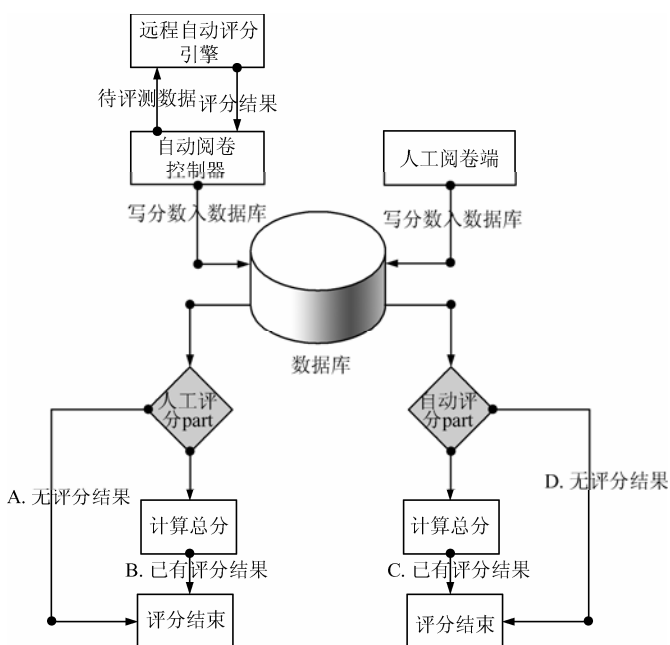 远程自动评分
引擎
待评测数据
评分结果
自动阅卷
控制器
人工阅卷端
写分数入数据库
写分数入数据库
数据库
人工评
分part
自动评
分part
A. 无评分结果
D. 无评分结果
计算总分
计算总分
B. 已有评分结果
C. 已有评分结果
评分结束
评分结束